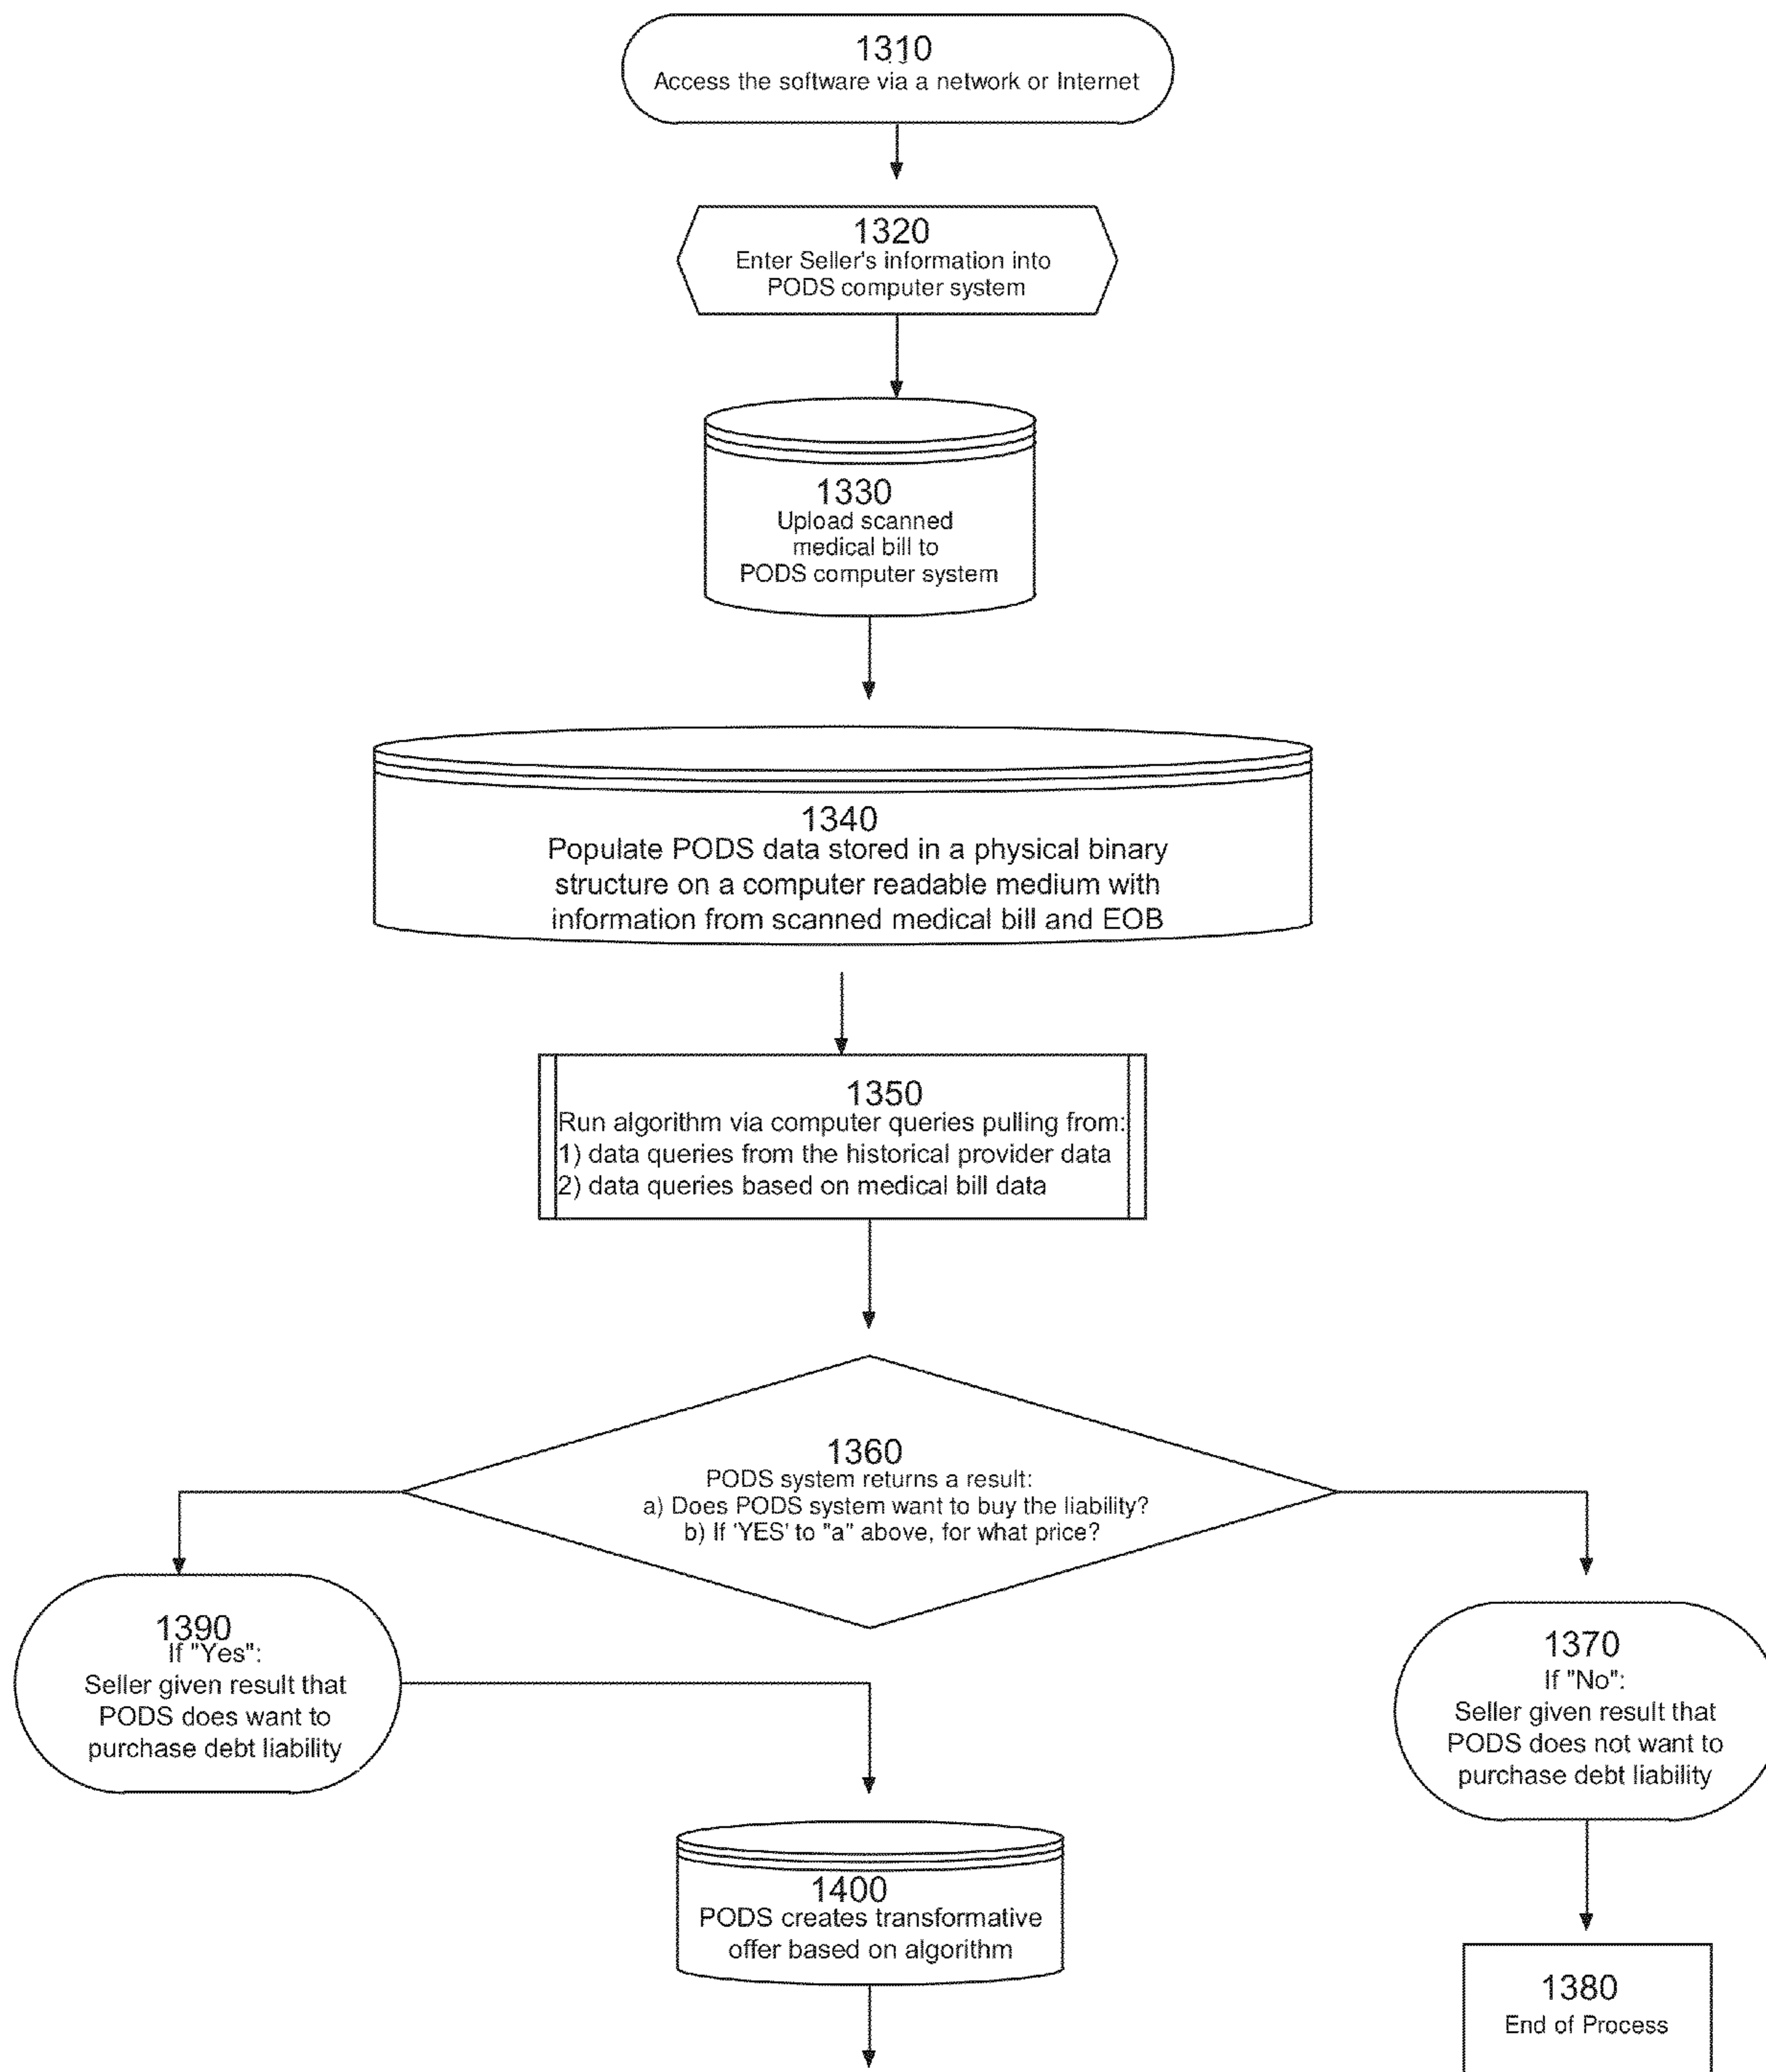 1310
Access the software via a network or Internet
1320
Enter Seller's information into
PODS computer system
1330
Upload scanned
medical bill to
PODS computer system
1340
Populate PODS data stored in a physical binary
structure on a computer readable medium with
information from scanned medical bill and EOB
1350
Run algorithm via computer queries pulling from:
1) data queries from the historical provider data
2) data queries based on medical bill data
1360
PODS system returns a result:
a) Does PODS system want to buy the liability?
b) If 'YES' to "a" above, for what price?
1390
If "Yes":
Seller given result that
PODS does want to
purchase debt liability
1370
If "No":
Seller given result that
PODS does not want to
purchase debt liability
1400
PODS creates transformative
offer based on algorithm
1380
End of Process